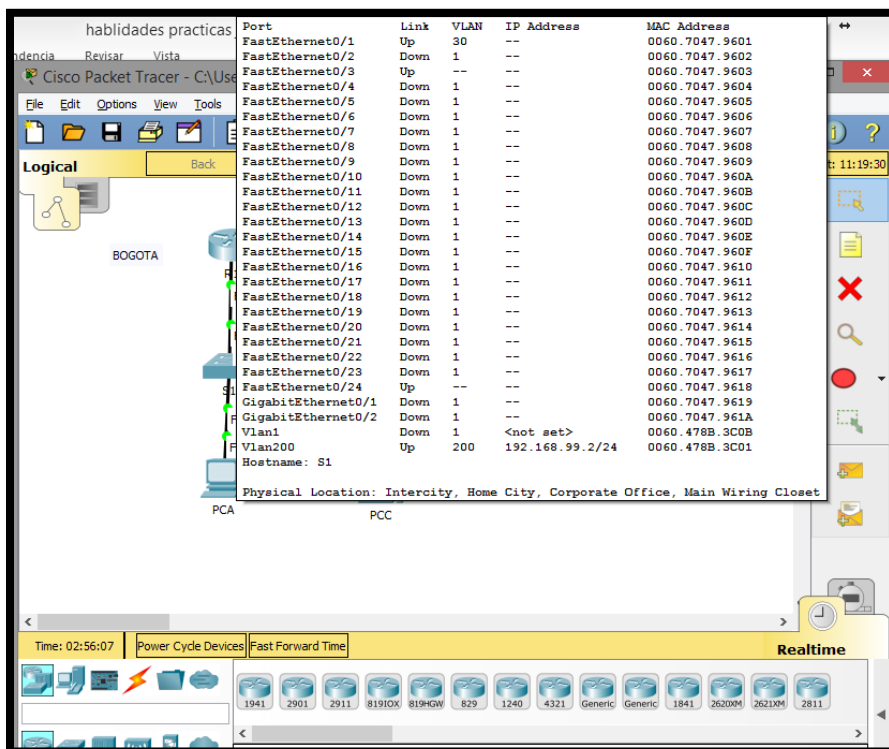 hablidades practicas
ndencia Revisar Vista
Cisco Packet Tracer - C:\Use
File Edit Options View Tools
Logical
Back
t: 11:19:30
Port Link VLAN IP Address MAC Address
FastEthernet0/1 Up 30 -- 0060.7047.9601
FastEthernet0/2 Down 1 -- 0060.7047.9602
FastEthernet0/3 Up -- -- 0060.7047.9603
FastEthernet0/4 Down 1 -- 0060.7047.9604
FastEthernet0/5 Down 1 -- 0060.7047.9605
FastEthernet0/6 Down 1 -- 0060.7047.9606
FastEthernet0/7 Down 1 -- 0060.7047.9607
FastEthernet0/8 Down 1 -- 0060.7047.9608
FastEthernet0/9 Down 1 -- 0060.7047.9609
FastEthernet0/10 Down 1 -- 0060.7047.960A
FastEthernet0/11 Down 1 -- 0060.7047.960B
FastEthernet0/12 Down 1 -- 0060.7047.960C
FastEthernet0/13 Down 1 -- 0060.7047.960D
FastEthernet0/14 Down 1 -- 0060.7047.960E
FastEthernet0/15 Down 1 -- 0060.7047.960F
FastEthernet0/16 Down 1 -- 0060.7047.9610
FastEthernet0/17 Down 1 -- 0060.7047.9611
FastEthernet0/18 Down 1 -- 0060.7047.9612
FastEthernet0/19 Down 1 -- 0060.7047.9613
FastEthernet0/20 Down 1 -- 0060.7047.9614
FastEthernet0/21 Down 1 -- 0060.7047.9615
FastEthernet0/22 Down 1 -- 0060.7047.9616
FastEthernet0/23 Down 1 -- 0060.7047.9617
FastEthernet0/24 Up -- -- 0060.7047.9618
GigabitEthernet0/1 Down 1 -- 0060.7047.9619
GigabitEthernet0/2 Down 1 -- 0060.7047.961A
Vlan1 Down 1 <not set> 0060.478B.3C0B
Vlan200 Up 200 192.168.99.2/24 0060.478B.3C01
Hostname: S1
Physical Location: Intercity, Home City, Corporate Office, Main Wiring Closet
BOGOTA
PCA
PCC
Time: 02:56:07 Power Cycle Devices Fast Forward Time
Realtime
1941 2901 2911 819IOX 819HGW 829 1240 4321 Generic Generic 1841 2620XM 2621XM 2811